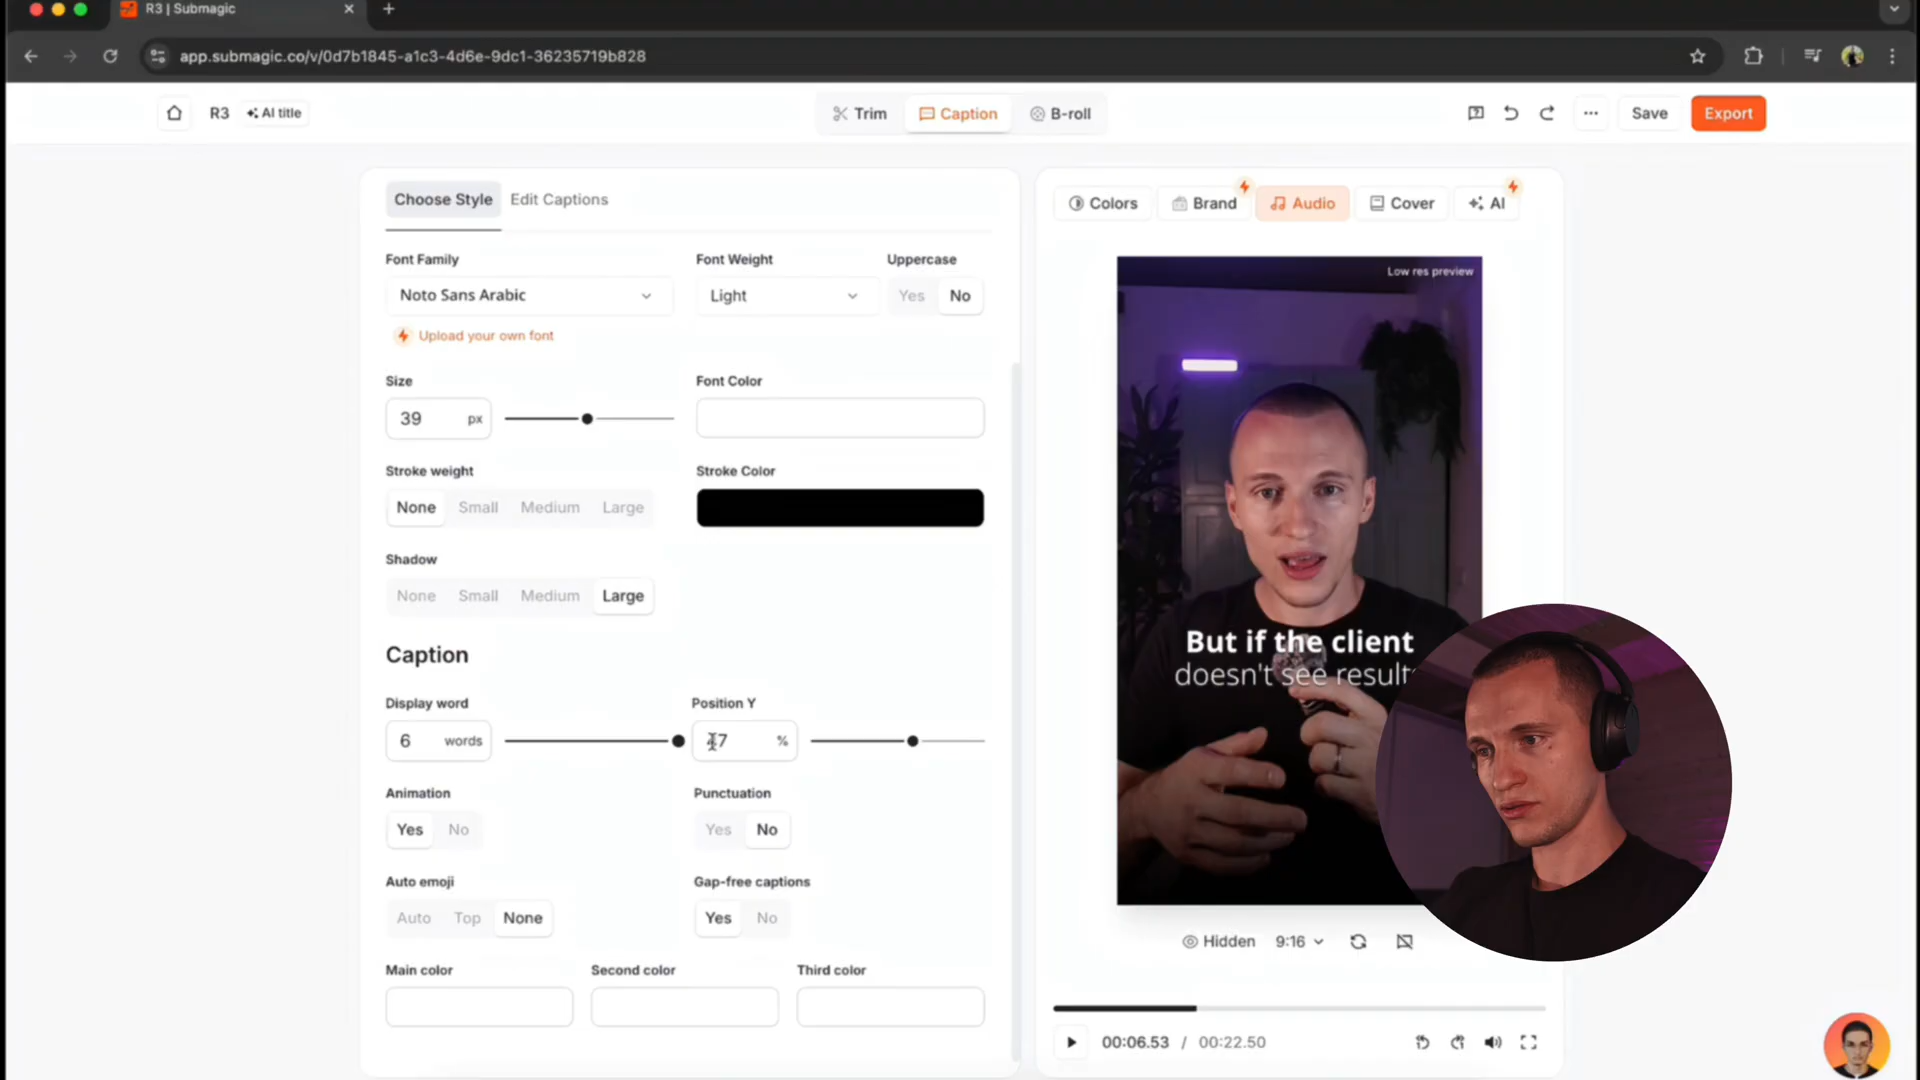 R3 | Submagic
app.submagic.co/v/0d7b1845-a1c3-4d6e-9dc1-36235719b828
R3 AI title Trim Caption B-roll Save Export
Choose Style Edit Captions
Colors Brand Audio Cover AI
Font Family Font Weight Uppercase
Noto Sans Arabic Light Yes No
Upload your own font
Size Font Color
39 px
Stroke weight Stroke Color
None Small Medium Large
Shadow
None Small Medium Large
Caption
Display word Position Y
6 words %
Animation Punctuation
Yes No Yes No
Auto emoji Gap-free captions
Auto Top None Yes No
Main color Second color Third color
Low res preview
But if the client
doesn't see
Hidden 9:16
00:06.53 / 00:22.50